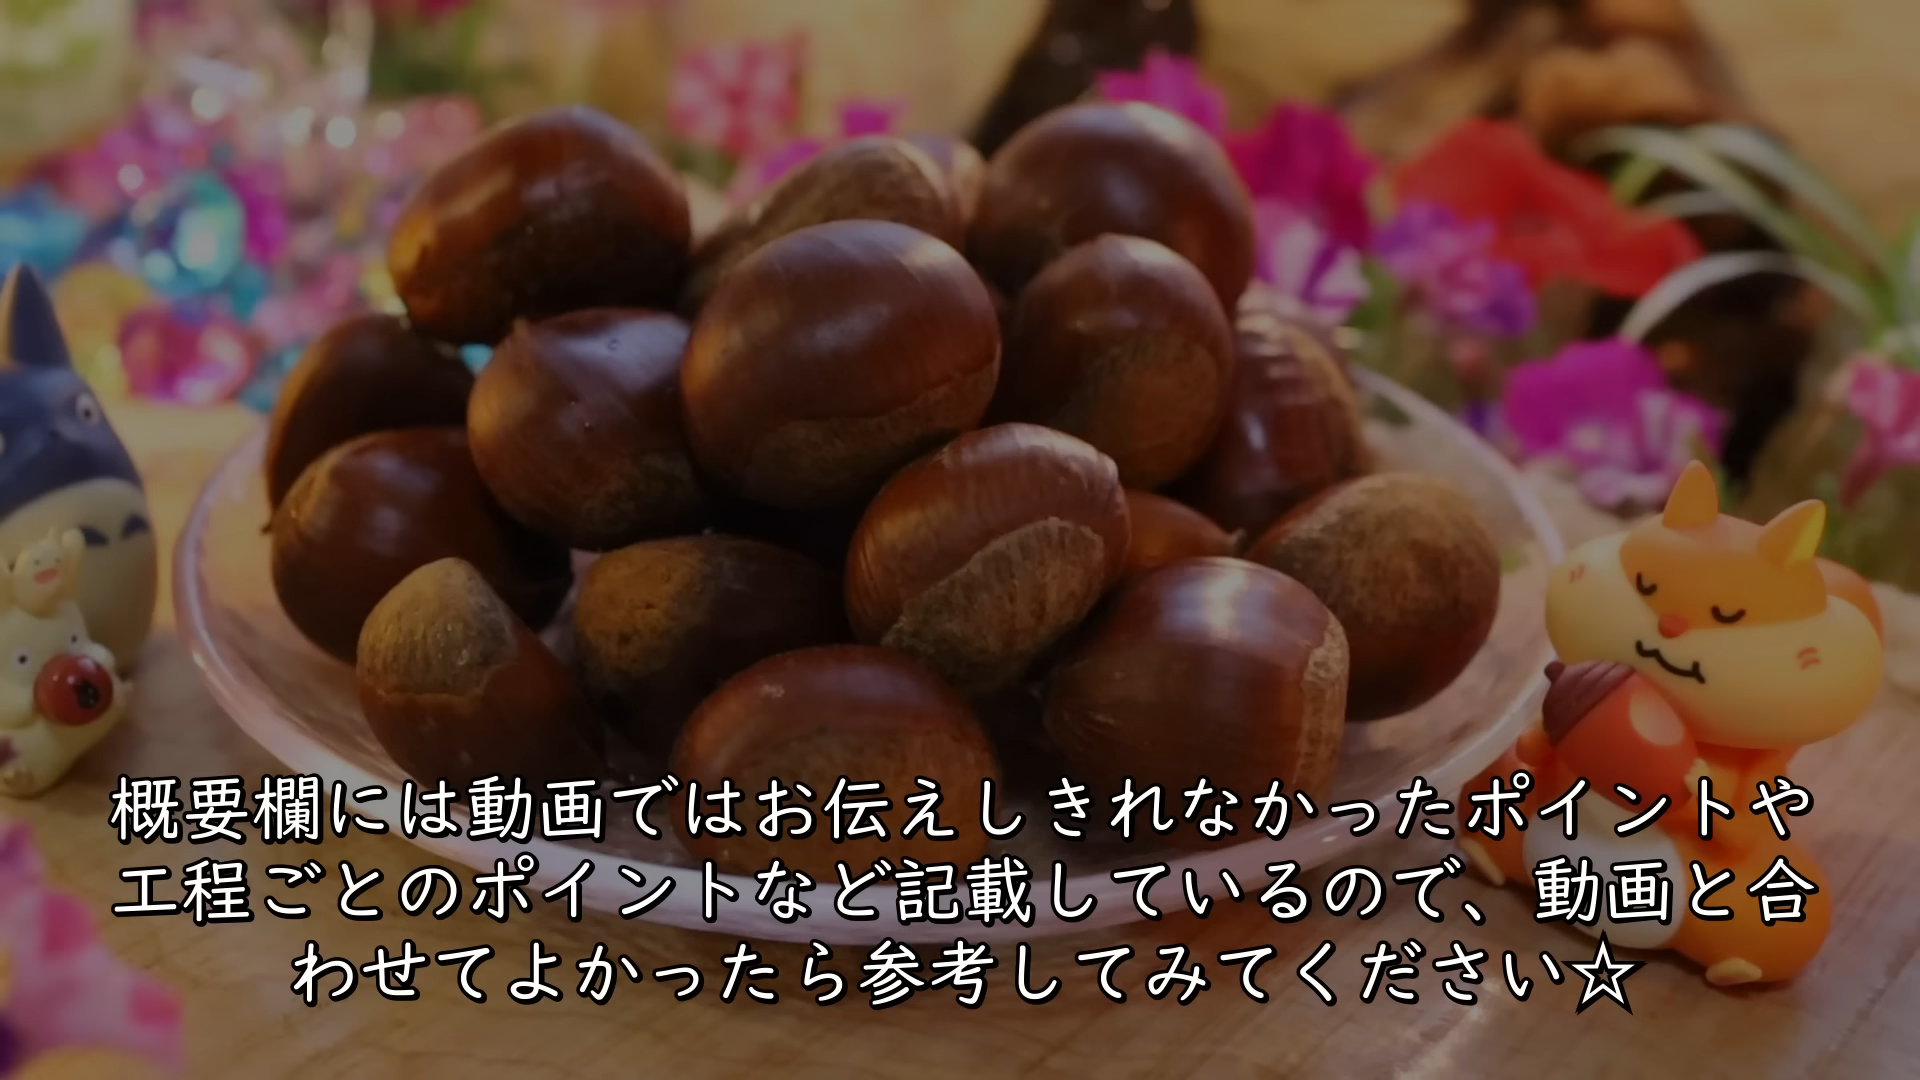 概要欄には動画ではお伝えしきれなかったポイントや
工程ごとのポイントなど記載しているので、動画と合
わせてよかったら参考してみてください☆